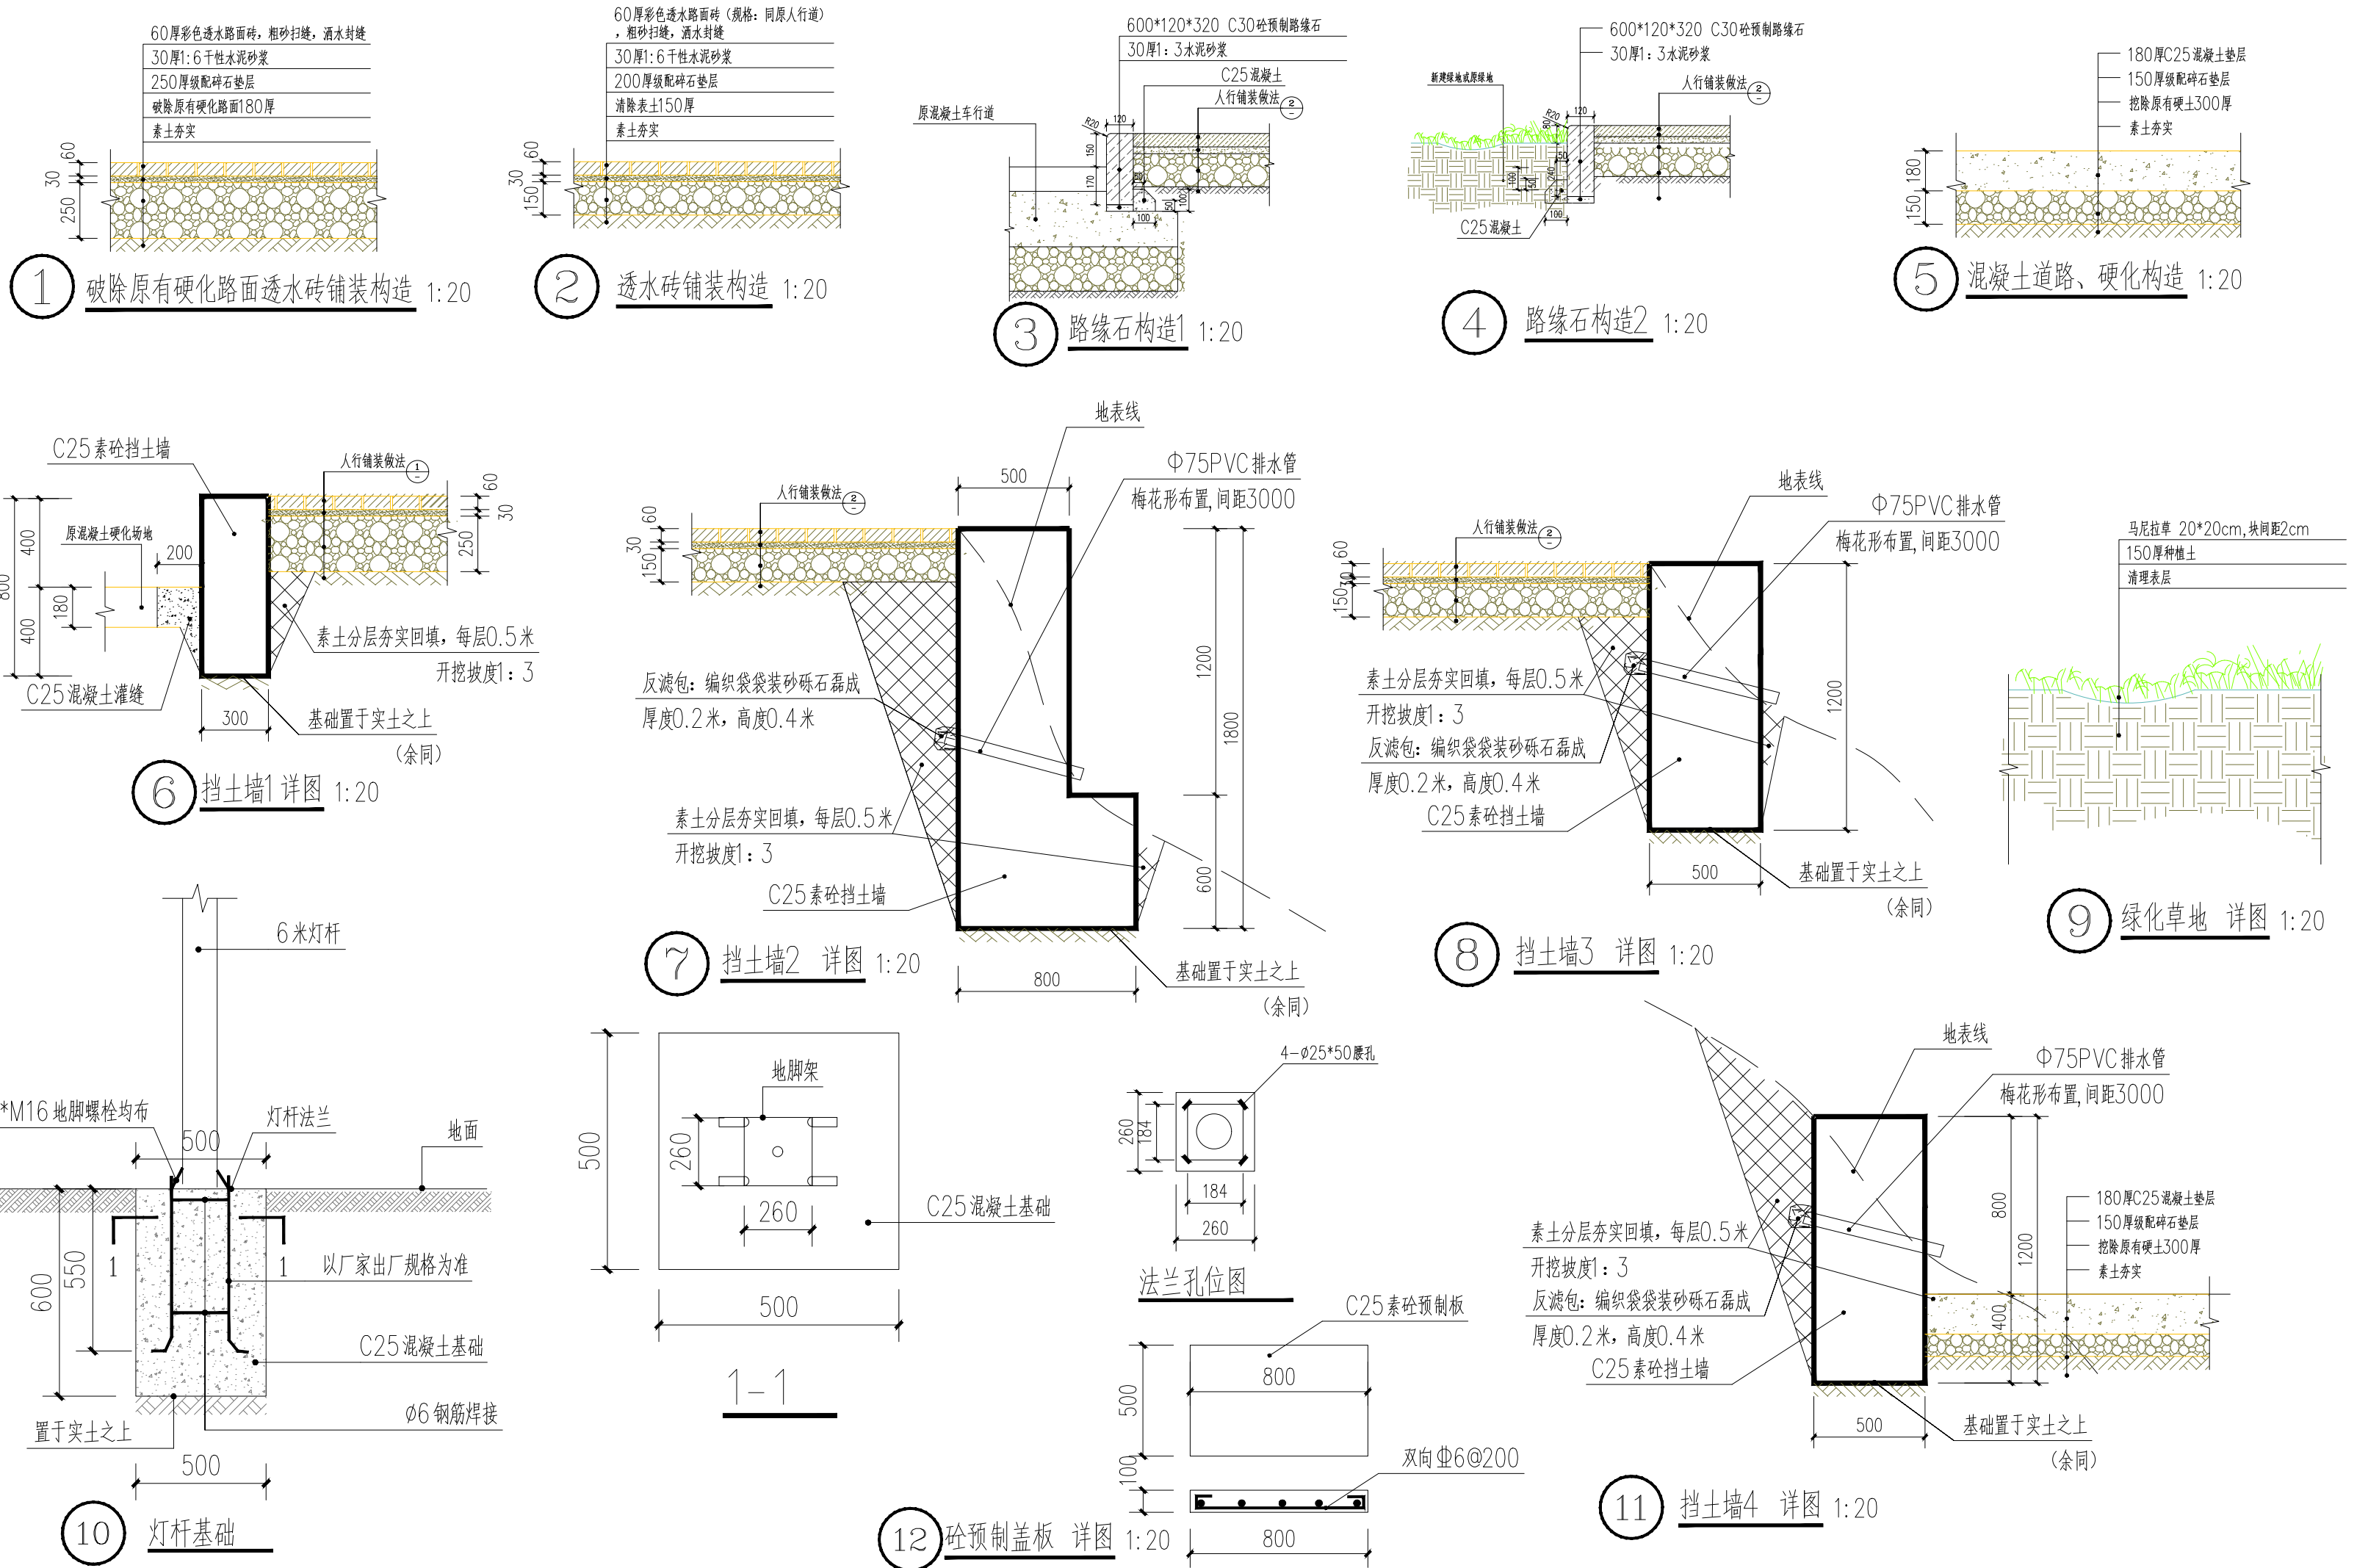 60厚彩色透水路面砖，粗砂扫缝，洒水封缝
30厚1:6干性水泥砂浆
250厚级配碎石垫层
破除原有硬化路面180厚
素土夯实
60
30
250
1 破除原有硬化路面透水砖铺装构造 1:20
60厚彩色透水路面砖（规格：同原人行道）
，粗砂扫缝，洒水封缝
30厚1:6干性水泥砂浆
200厚级配碎石垫层
清除表土150厚
素土夯实
60
30
150
2 透水砖铺装构造 1:20
600*120*320 C30砼预制路缘石
30厚1：3水泥砂浆
C25混凝土
人行铺装做法 2
-
原混凝土车行道
R20
120
150
170
50
100
50
100
3 路缘石构造1 1:20
600*120*320 C30砼预制路缘石
30厚1：3水泥砂浆
新建绿地或原绿地
人行铺装做法 2
-
R20
120
80
50
240
100
50
100
C25混凝土
4 路缘石构造2 1:20
180厚C25混凝土垫层
150厚级配碎石垫层
挖除原有硬土300厚
素土夯实
180
150
5 混凝土道路、硬化构造 1:20
C25素砼挡土墙
人行铺装做法 1
-
60
30
250
原混凝土硬化场地
200
400
800
180
400
素土分层夯实回填，每层0.5米
开挖坡度1：3
C25混凝土灌缝
300
基础置于实土之上
（余同）
6 挡土墙1 详图 1:20
地表线
500
Φ75PVC排水管
梅花形布置,间距3000
人行铺装做法 2
-
60
30
150
1200
1800
600
反滤包：编织袋袋装砂砾石磊成
厚度0.2米，高度0.4米
素土分层夯实回填，每层0.5米
开挖坡度1：3
C25素砼挡土墙
800
基础置于实土之上
（余同）
7 挡土墙2 详图 1:20
地表线
Φ75PVC排水管
梅花形布置,间距3000
人行铺装做法 2
-
60
30
150
素土分层夯实回填，每层0.5米
开挖坡度1：3
反滤包：编织袋袋装砂砾石磊成
厚度0.2米，高度0.4米
C25素砼挡土墙
1200
500
基础置于实土之上
（余同）
8 挡土墙3 详图 1:20
马尼拉草 20*20cm,块间距2cm
150厚种植土
清理表层
9 绿化草地 详图 1:20
6米灯杆
*M16地脚螺栓均布
灯杆法兰
地面
500
600
550
1
1
以厂家出厂规格为准
C25混凝土基础
置于实土之上
φ6钢筋焊接
500
10 灯杆基础
500
地脚架
260
260
C25混凝土基础
500
1-1
4-φ25*50腰孔
260
184
184
260
法兰孔位图
C25素砼预制板
800
500
100
双向Φ6@200
800
12 砼预制盖板 详图 1:20
地表线
Φ75PVC排水管
梅花形布置,间距3000
素土分层夯实回填，每层0.5米
开挖坡度1：3
反滤包：编织袋袋装砂砾石磊成
厚度0.2米，高度0.4米
C25素砼挡土墙
800
1200
400
180厚C25混凝土垫层
150厚级配碎石垫层
挖除原有硬土300厚
素土夯实
500
基础置于实土之上
（余同）
11 挡土墙4 详图 1:20